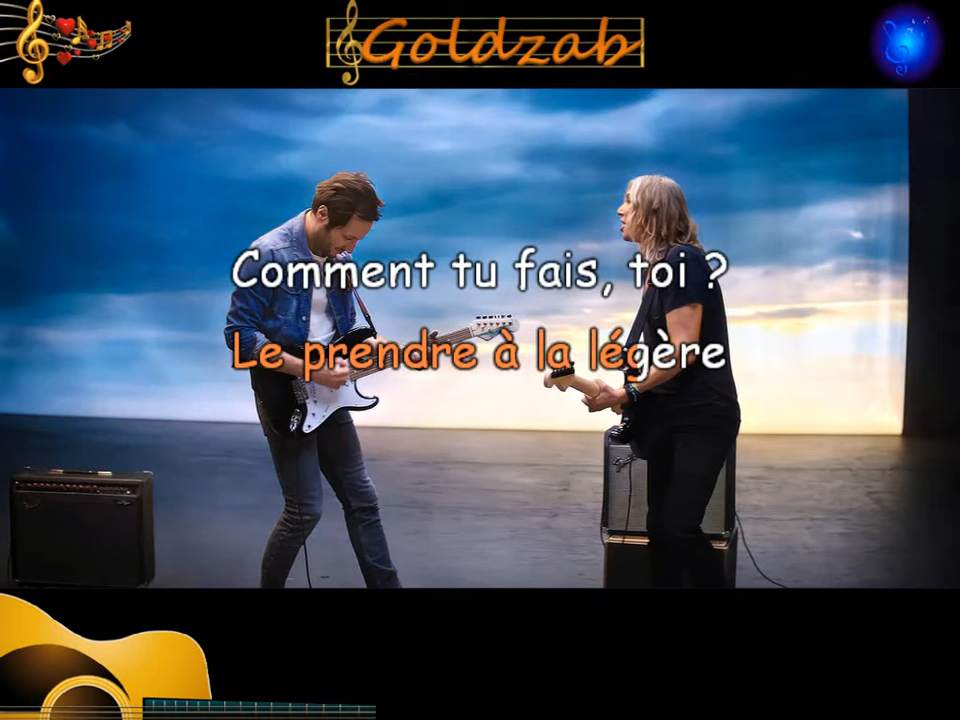 Goldzab
Comment tu fais, toi ?
Le prendre à la légère